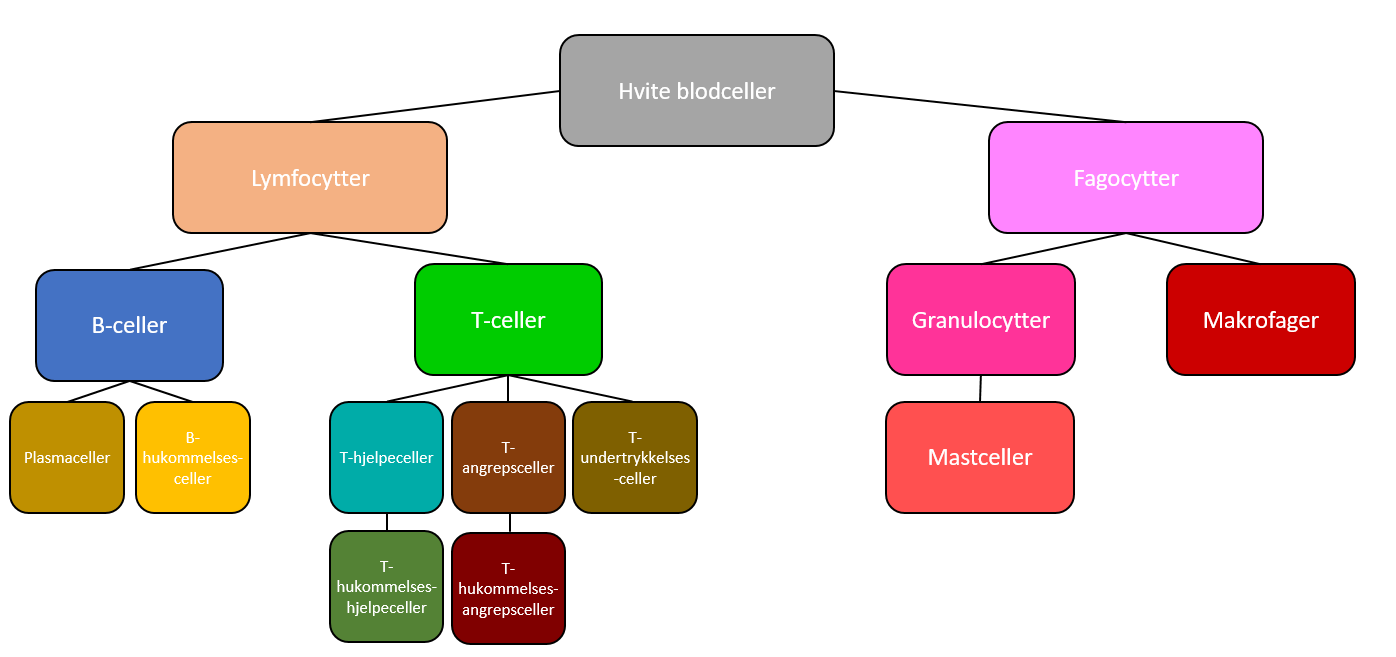 Hvite blodceller
Lymfocytter
Fagocytter
B-celler
T-celler
Granulocytter
Makrofager
Plasmaceller
B-
hukommelses-
celler
T-hjelpeceller
T-
angrepsceller
T-
undertrykkelses
-celler
Mastceller
T-
hukommelses-
hjelpeceller
T-
hukommelses-
angrepsceller